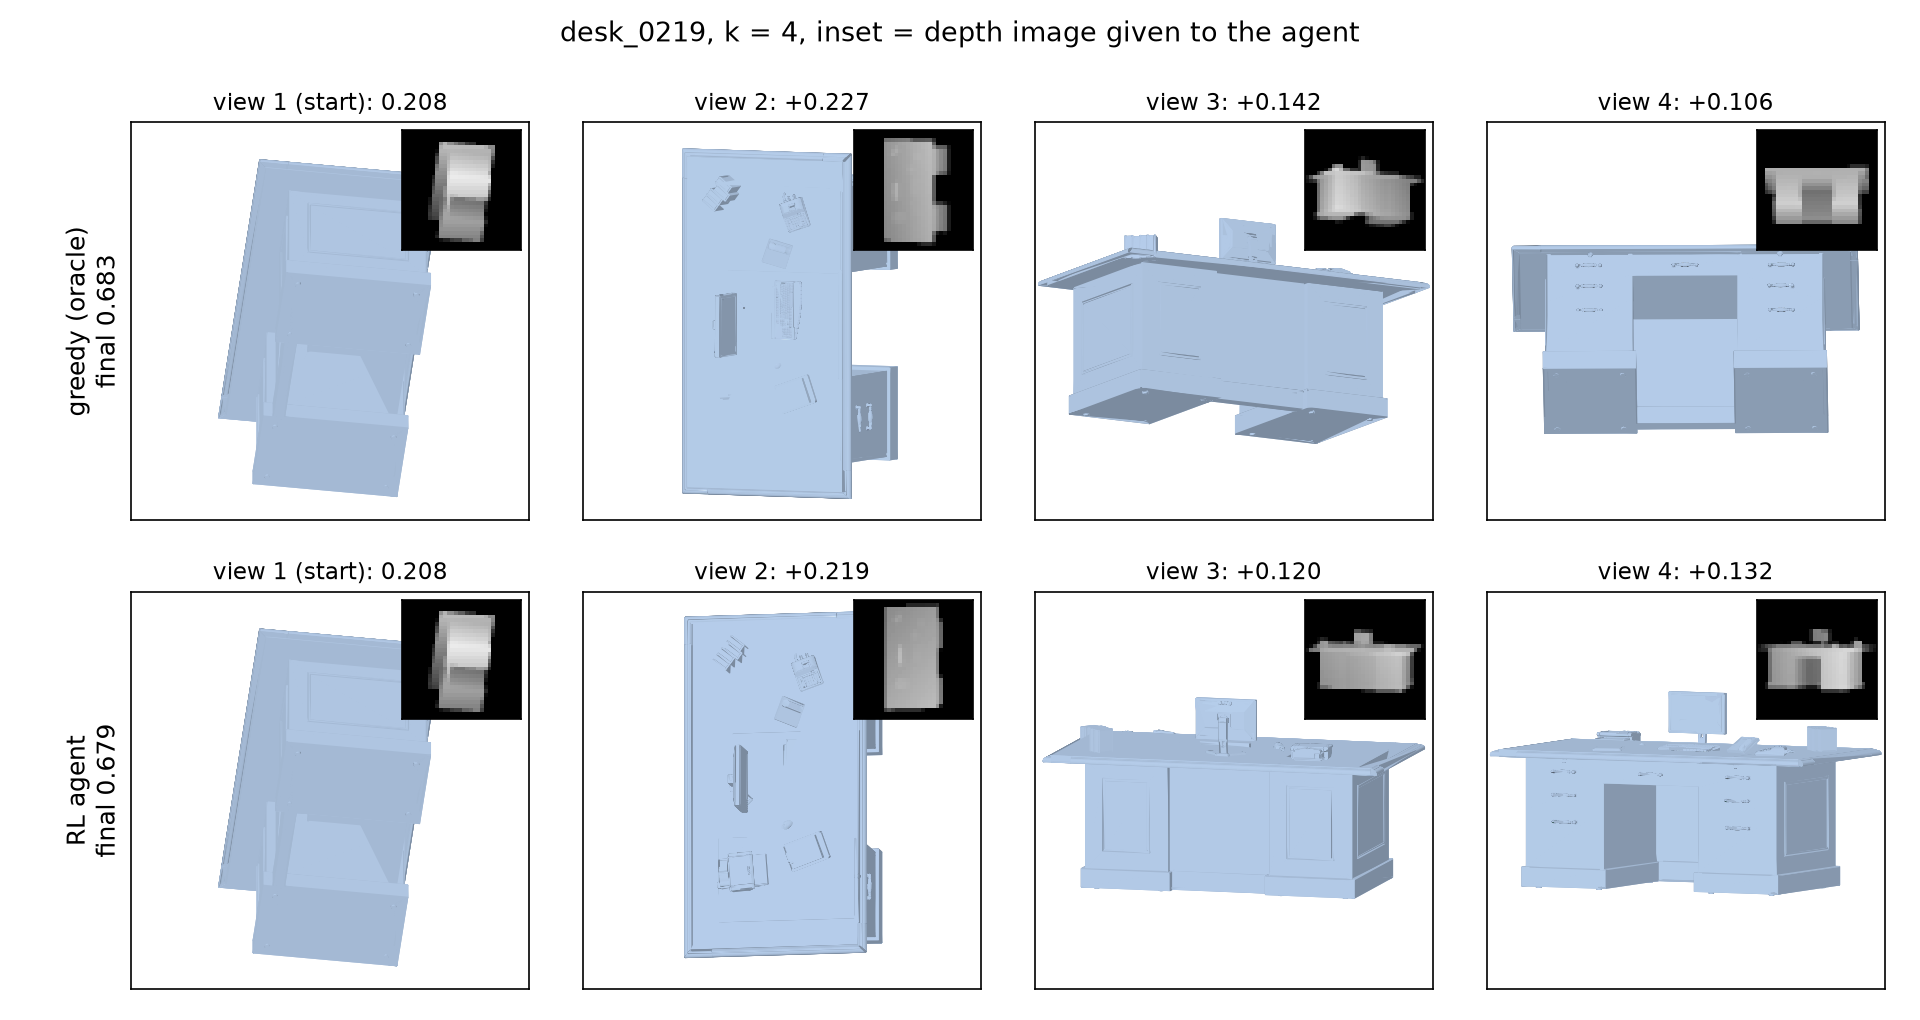 desk_0219, k = 4, inset = depth image given to the agent
view 1 (start): 0.208
view 2: +0.227
view 3: +0.142
view 4: +0.106
greedy (oracle)
final 0.683
view 1 (start): 0.208
view 2: +0.219
view 3: +0.120
view 4: +0.132
RL agent
final 0.679